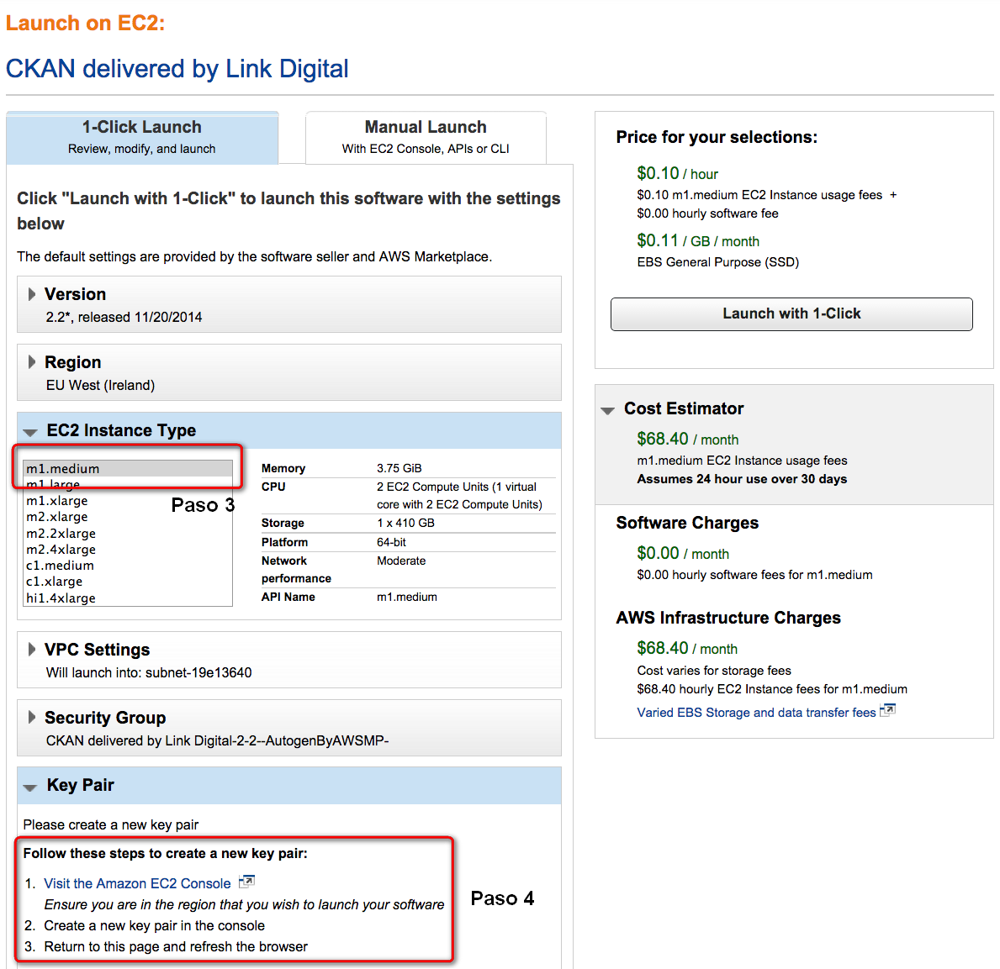 Launch on EC2:
CKAN delivered by Link Digital
1-Click Launch
Review, modify, and launch
Manual Launch
With EC2 Console, APIs or CLI
Click "Launch with 1-Click" to launch this software with the settings
below
The default settings are provided by the software seller and AWS Marketplace.
Version
2.2*, released 11/20/2014
Region
EU West (Ireland)
EC2 Instance Type
m1.medium
m1.large
m1.xlarge
m2.xlarge
m2.2xlarge
m2.4xlarge
c1.medium
c1.xlarge
hi1.4xlarge
Paso 3
Memory 3.75 GiB
CPU 2 EC2 Compute Units (1 virtual
core with 2 EC2 Compute Units)
Storage 1 x 410 GB
Platform 64-bit
Network Moderate
performance
API Name m1.medium
VPC Settings
Will launch into: subnet-19e13640
Security Group
CKAN delivered by Link Digital-2-2--AutogenByAWSMP-
Key Pair
Please create a new key pair
Follow these steps to create a new key pair:
1. Visit the Amazon EC2 Console
Ensure you are in the region that you wish to launch your software
2. Create a new key pair in the console
3. Return to this page and refresh the browser
Paso 4
Price for your selections:
$0.10 / hour
$0.10 m1.medium EC2 Instance usage fees +
$0.00 hourly software fee
$0.11 / GB / month
EBS General Purpose (SSD)
Launch with 1-Click
Cost Estimator
$68.40 / month
m1.medium EC2 Instance usage fees
Assumes 24 hour use over 30 days
Software Charges
$0.00 / month
$0.00 hourly software fees for m1.medium
AWS Infrastructure Charges
$68.40 / month
Cost varies for storage fees
$68.40 hourly EC2 Instance fees for m1.medium
Varied EBS Storage and data transfer fees